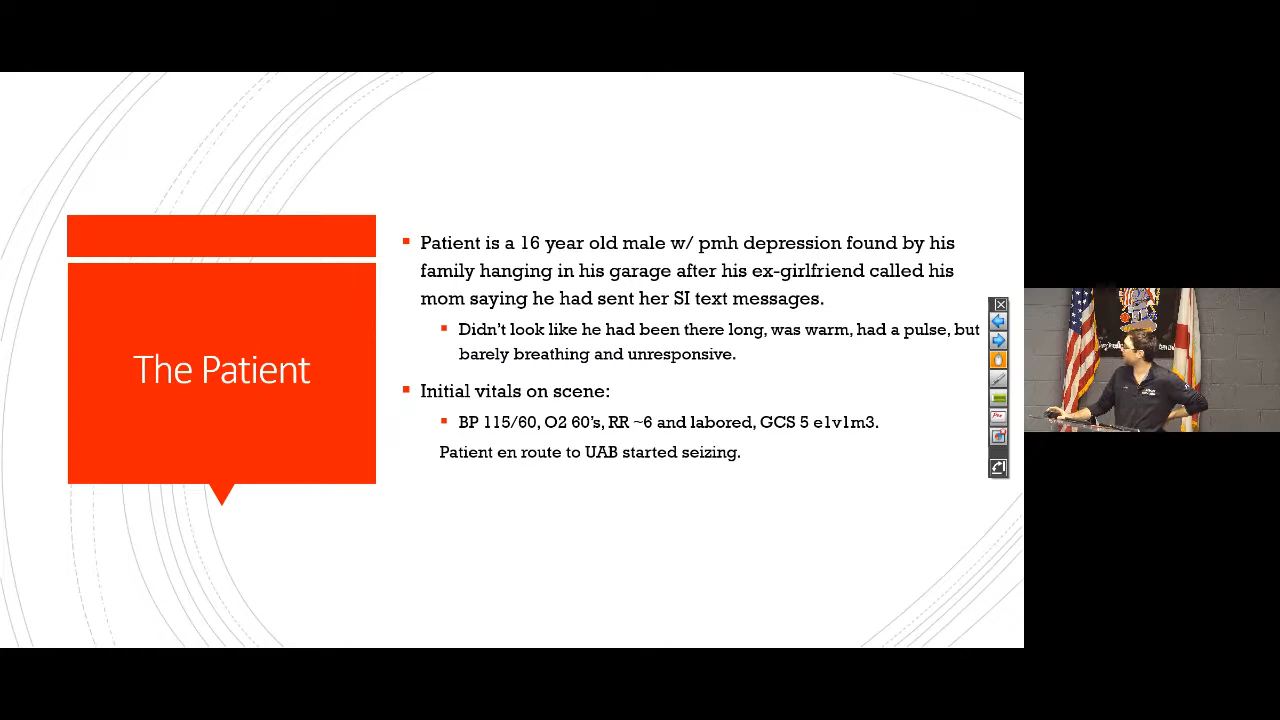 The Patient
Patient is a 16 year old male w/ pmh depression found by his
family hanging in his garage after his ex-girlfriend called his
mom saying he had sent her SI text messages.
Didn't look like he had been there long, was warm, had a pulse, but
barely breathing and unresponsive.
Initial vitals on scene:
BP 115/60, O2 60's, RR ~6 and labored, GCS 5 e1v1m3.
Patient en route to UAB started seizing.